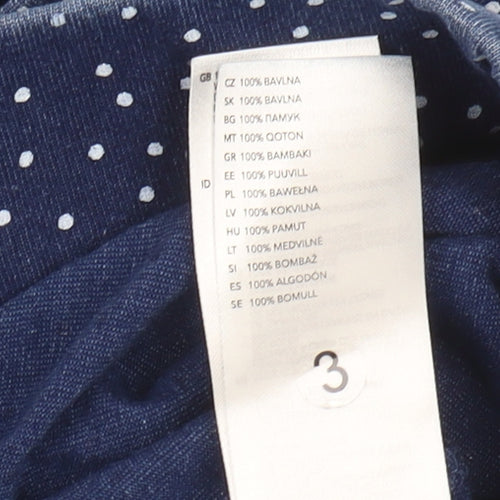 GB
CZ 100% BAVLNA
SK 100% BAVLNA
BG 100% ПАМУК
MT 100% QOTON
GR 100% BAMBAKI
EE 100% PUUVILL
ID
PL 100% BAWEŁNA
LV 100% KOKVILNA
HU 100% PAMUT
LT 100% MEDVILNE
SI 100% BOMBAŽ
ES 100% ALGODÓN
SE 100% BOMULL
3